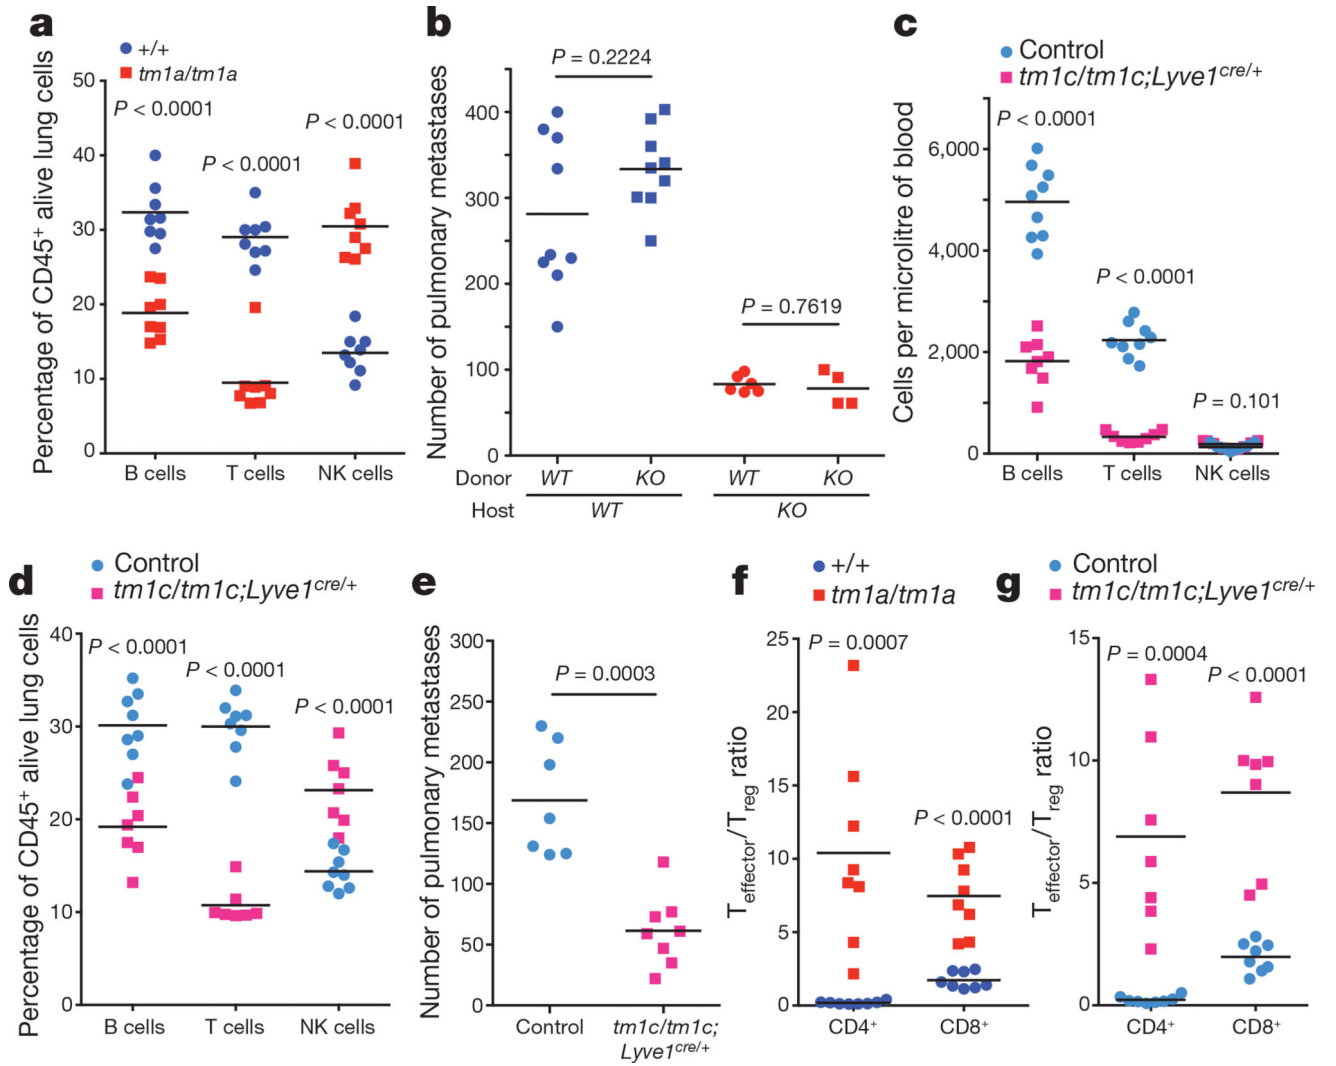 a
+/+
tm1a/tm1a
Percentage of CD45⁺ alive lung cells
50
40
30
20
10
0
P < 0.0001
P < 0.0001
P < 0.0001
B cells
T cells
NK cells
b
Number of pulmonary metastases
400
300
200
100
0
P = 0.2224
P = 0.7619
Donor WT KO WT KO
Host WT KO
c
Control
tm1c/tm1c;Lyve1ᶜʳᵉ/⁺
Cells per microlitre of blood
6,000
4,000
2,000
0
P < 0.0001
P < 0.0001
P = 0.101
B cells
T cells
NK cells
d
Control
tm1c/tm1c;Lyve1ᶜʳᵉ/⁺
Percentage of CD45⁺ alive lung cells
40
30
20
10
0
P < 0.0001
P < 0.0001
P < 0.0001
B cells
T cells
NK cells
e
Number of pulmonary metastases
300
250
200
150
100
50
0
P = 0.0003
Control
tm1c/tm1c;
Lyve1ᶜʳᵉ/⁺
f
+/+
tm1a/tm1a
Teffector/Treg ratio
25
20
15
10
5
0
P = 0.0007
P < 0.0001
CD4⁺
CD8⁺
g
Control
tm1c/tm1c;Lyve1ᶜʳᵉ/⁺
Teffector/Treg ratio
15
10
5
0
P = 0.0004
P < 0.0001
CD4⁺
CD8⁺